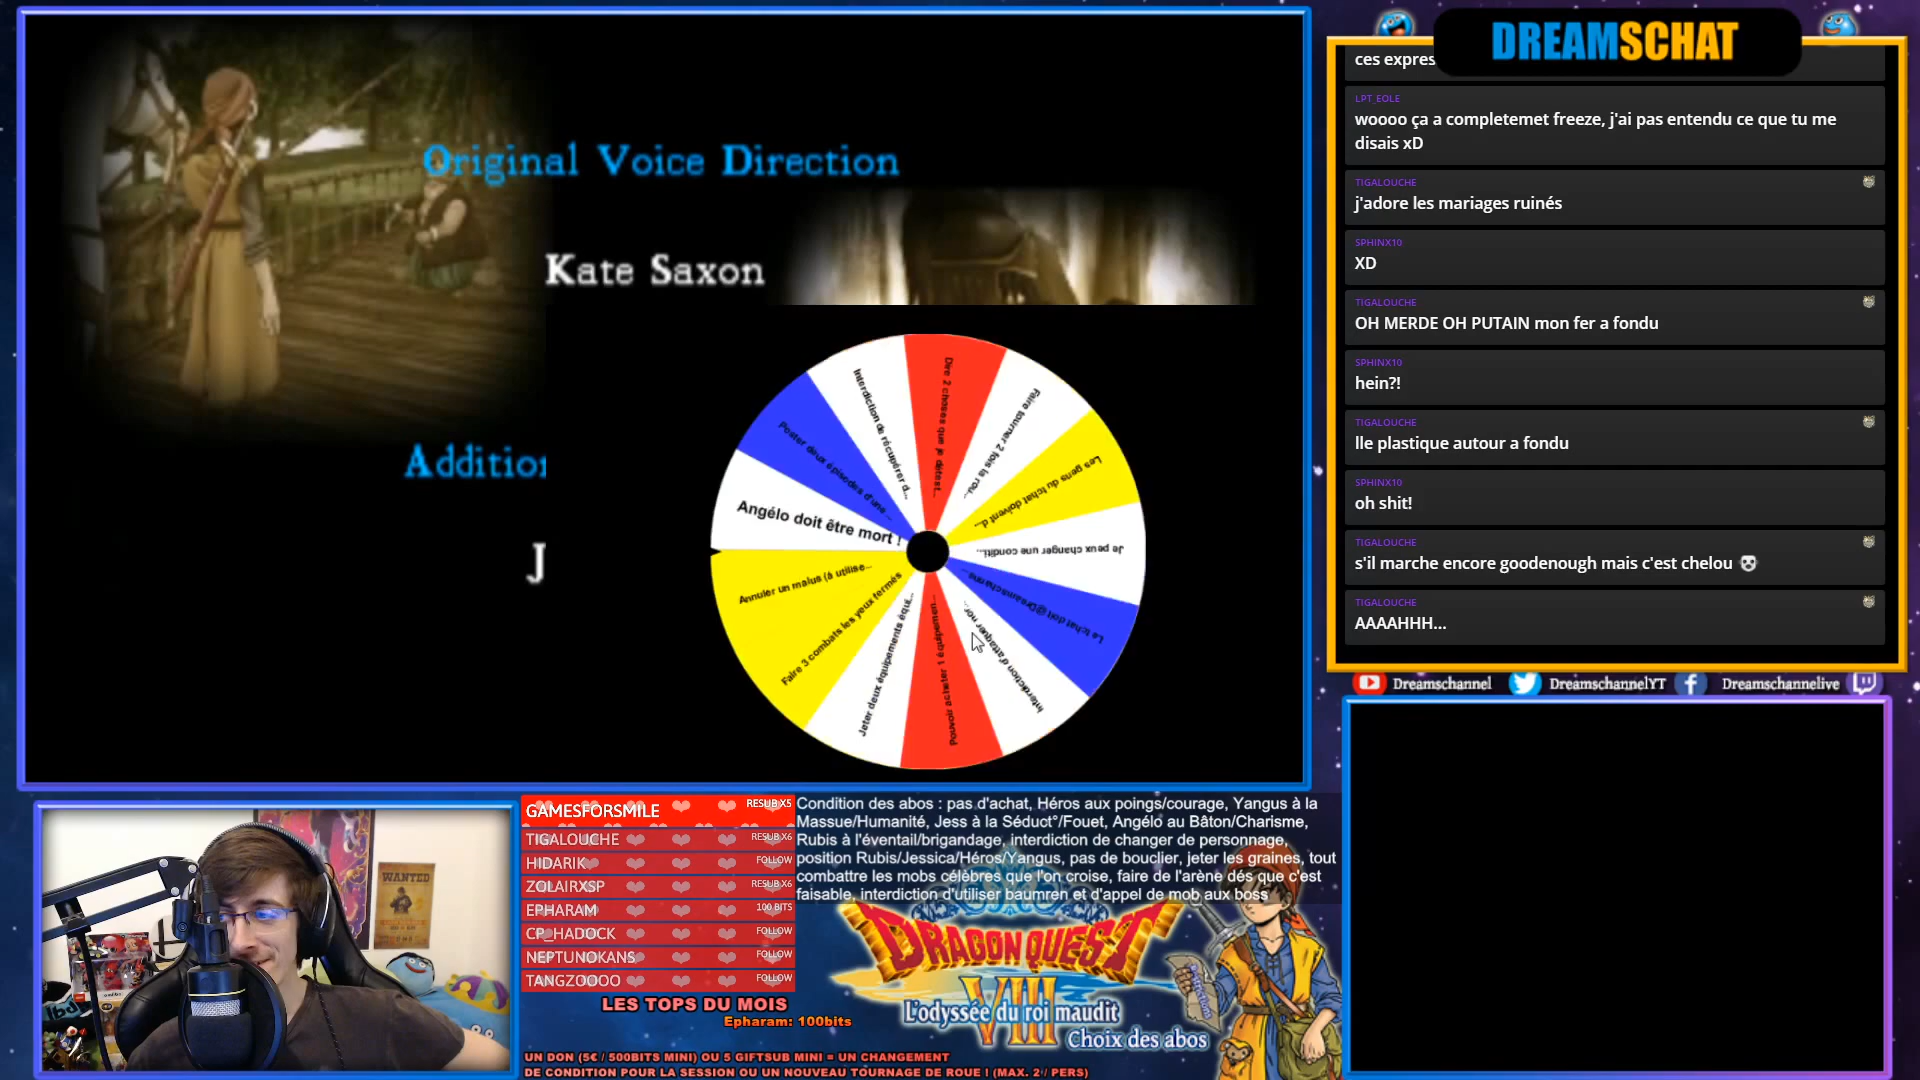 Original Voice Direction
Kate Saxon
Addition
J
Dire 2 choses que je détest...
Faire tourner 2 fois la rou...
Les gens du tchat doivent d...
Je peux changer une conditi...
Le tchat doit @Dreamschanne...
Interdiction d'attaquer nor...
Pouvoir acheter 1 équipemen...
Jeter deux équipements équi...
Faire 3 combats les yeux fermés
Annuler un malus (à utilise...
Angélo doit être mort !
Poster deux épisodes d'une ...
Interdiction de récupérer d...
DREAMSCHAT
ces expres
LPT_EOLE
woooo ça a completemet freeze, j'ai pas entendu ce que tu me
disais xD
TIGALOUCHE
j'adore les mariages ruinés
SPHINX10
XD
TIGALOUCHE
OH MERDE OH PUTAIN mon fer a fondu
SPHINX10
hein?!
TIGALOUCHE
lle plastique autour a fondu
SPHINX10
oh shit!
TIGALOUCHE
s'il marche encore goodenough mais c'est chelou
TIGALOUCHE
AAAAHHH...
Dreamschannel DreamschannelYT Dreamschannelive
WANTED
GAMESFORSMILE RESUB X5
TIGALOUCHE RESUB X6
HIDARIK FOLLOW
ZOLAIRXSP RESUB X6
EPHARAM 100 BITS
CP_HADOCK FOLLOW
NEPTUNOKANS FOLLOW
TANGZOOOO FOLLOW
LES TOPS DU MOIS
Epharam: 100bits
Condition des abos : pas d'achat, Héros aux poings/courage, Yangus à la
Massue/Humanité, Jess à la Séduct°/Fouet, Angélo au Bâton/Charisme,
Rubis à l'éventail/brigandage, interdiction de changer de personnage,
position Rubis/Jessica/Héros/Yangus, pas de bouclier, jeter les graines, tout
combattre les mobs célèbres que l'on croise, faire de l'arène dés que c'est
faisable, interdiction d'utiliser baumren et d'appel de mob aux boss
DRAGON QUEST
VIII
L'odyssée du roi maudit
Choix des abos
UN DON (5€ / 500BITS MINI) OU 5 GIFTSUB MINI = UN CHANGEMENT
DE CONDITION POUR LA SESSION OU UN NOUVEAU TOURNAGE DE ROUE ! (MAX. 2 / PERS)